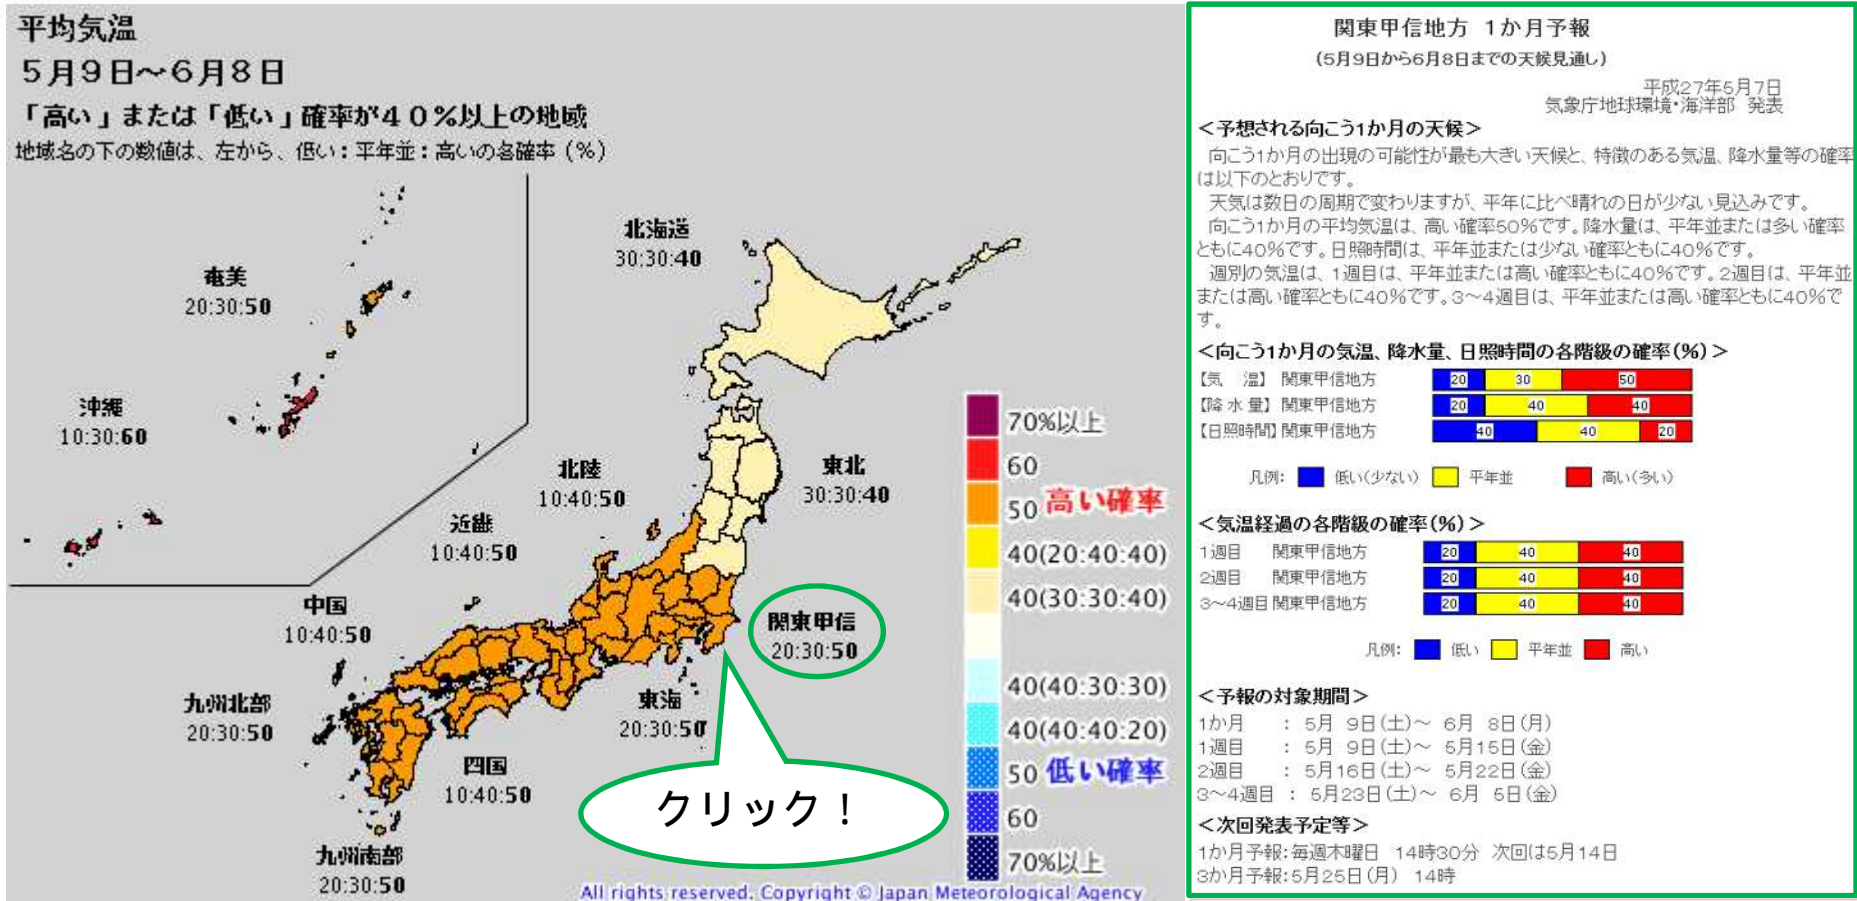 平均気温
5月9日～6月8日
「高い」または「低い」確率が40%以上の地域
地域名の下の数値は、左から、低い：平年並：高いの各確率 (%)
北海道
30:30:40
奄美
20:30:50
沖縄
10:30:60
北陸
10:40:50
東北
30:30:40
近畿
10:40:50
中国
10:40:50
関東甲信
20:30:50
九州北部
20:30:50
東海
20:30:50
四国
10:40:50
九州南部
20:30:50
クリック！
70%以上
60
50 高い確率
40(20:40:40)
40(30:30:40)
40(40:30:30)
40(40:40:20)
50 低い確率
60
70%以上
All rights reserved. Copyright © Japan Meteorological Agency
関東甲信地方 1か月予報
(5月9日から6月8日までの天候見通し)
平成27年5月7日
気象庁地球環境・海洋部 発表
＜予想される向こう1か月の天候＞
向こう1か月の出現の可能性が最も大きい天候と、特徴のある気温、降水量等の確率
は以下のとおりです。
天気は数日の周期で変わりますが、平年に比べ晴れの日が少ない見込みです。
向こう1か月の平均気温は、高い確率50%です。降水量は、平年並または多い確率
ともに40%です。日照時間は、平年並または少ない確率ともに40%です。
週別の気温は、1週目は、平年並または高い確率ともに40%です。2週目は、平年並
または高い確率ともに40%です。3～4週目は、平年並または高い確率ともに40%で
す。
＜向こう1か月の気温、降水量、日照時間の各階級の確率(%)＞
【気 温】 関東甲信地方 20 30 50
【降水量】 関東甲信地方 20 40 40
【日照時間】 関東甲信地方 40 40 20
凡例: 低い(少ない) 平年並 高い(多い)
＜気温経過の各階級の確率(%)＞
1週目 関東甲信地方 20 40 40
2週目 関東甲信地方 20 40 40
3～4週目 関東甲信地方 20 40 40
凡例: 低い 平年並 高い
＜予報の対象期間＞
1か月 : 5月 9日(土)～ 6月 8日(月)
1週目 : 5月 9日(土)～ 5月15日(金)
2週目 : 5月16日(土)～ 5月22日(金)
3～4週目 : 5月23日(土)～ 6月 5日(金)
＜次回発表予定等＞
1か月予報:毎週木曜日 14時30分 次回は5月14日
3か月予報:5月25日(月) 14時